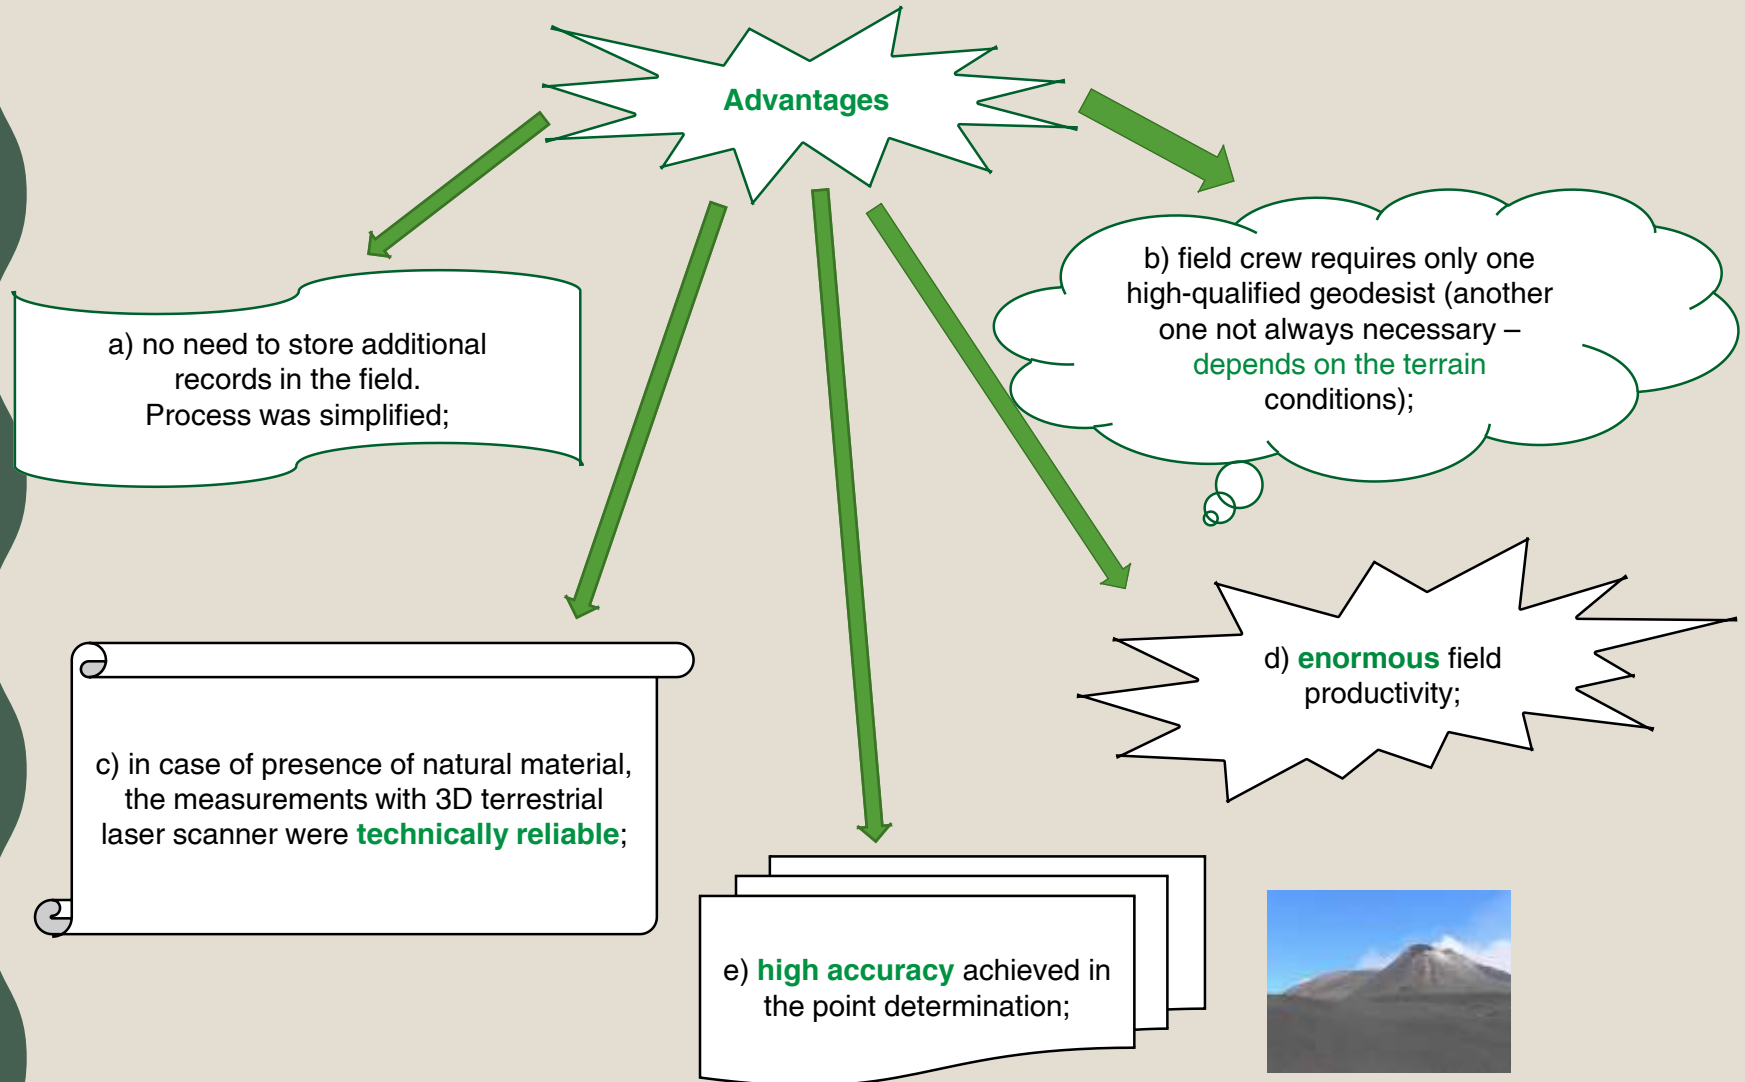 Advantages
a) no need to store additional
records in the field.
Process was simplified;
b) field crew requires only one
high-qualified geodesist (another
one not always necessary –
depends on the terrain
conditions);
c) in case of presence of natural material,
the measurements with 3D terrestrial
laser scanner were technically reliable;
d) enormous field
productivity;
e) high accuracy achieved in
the point determination;